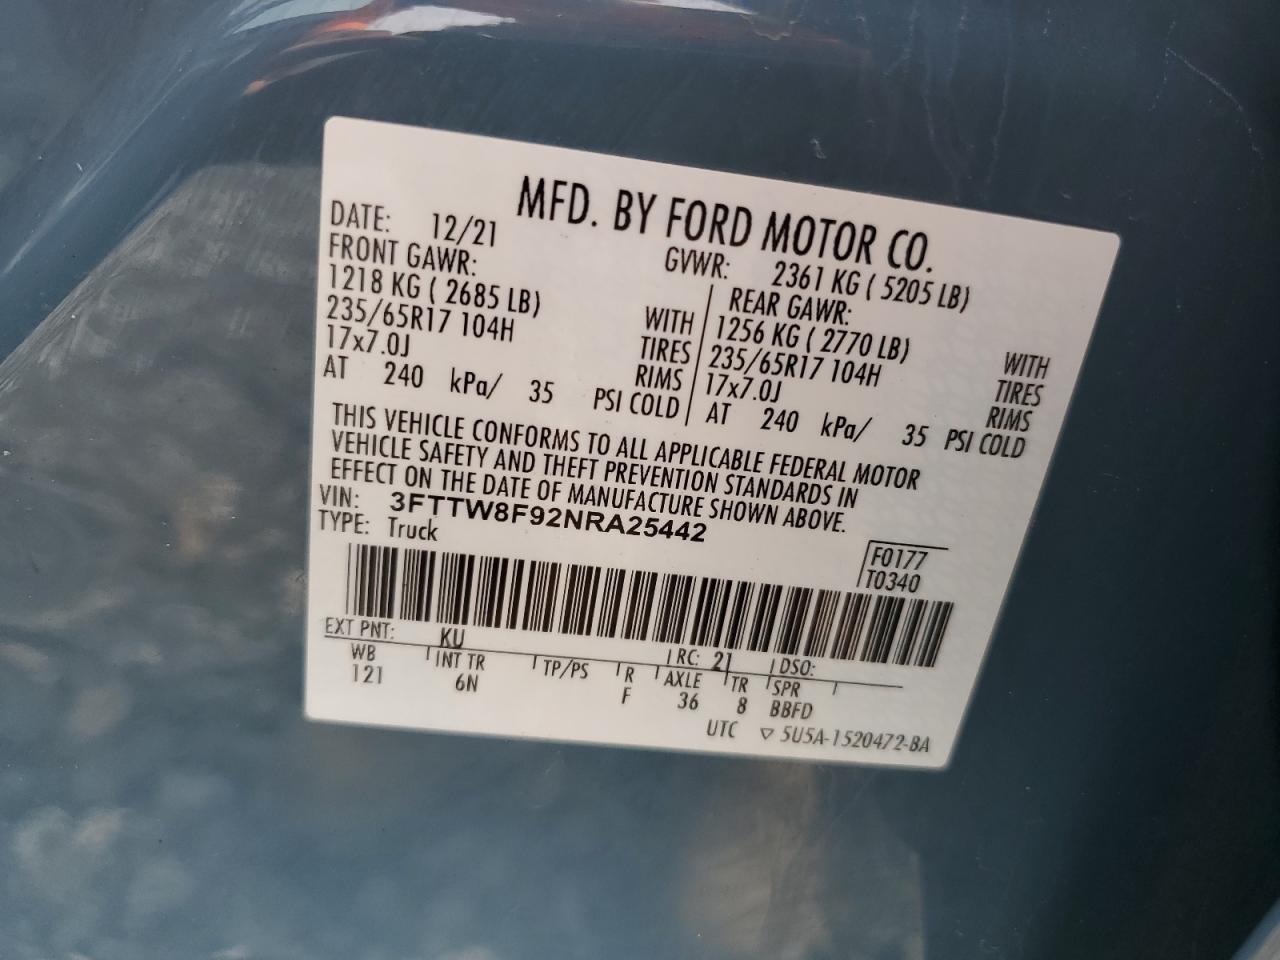 MFD. BY FORD MOTOR CO.
DATE: 12/21
GVWR: 2361 KG ( 5205 LB)
FRONT GAWR:
1218 KG ( 2685 LB) WITH
235/65R17 104H TIRES
17x7.0J RIMS
AT 240 kPa/ 35 PSI COLD
REAR GAWR:
1256 KG ( 2770 LB) WITH
235/65R17 104H TIRES
17x7.0J RIMS
AT 240 kPa/ 35 PSI COLD
THIS VEHICLE CONFORMS TO ALL APPLICABLE FEDERAL MOTOR
VEHICLE SAFETY AND THEFT PREVENTION STANDARDS IN
EFFECT ON THE DATE OF MANUFACTURE SHOWN ABOVE.
VIN: 3FTTW8F92NRA25442
TYPE: Truck
F0177
T0340
EXT PNT: KU RC: 21 DSO:
WB INT TR TP/PS R AXLE TR SPR
121 6N F 36 8 BBFD
UTC ▽ 5U5A-1520472-BA